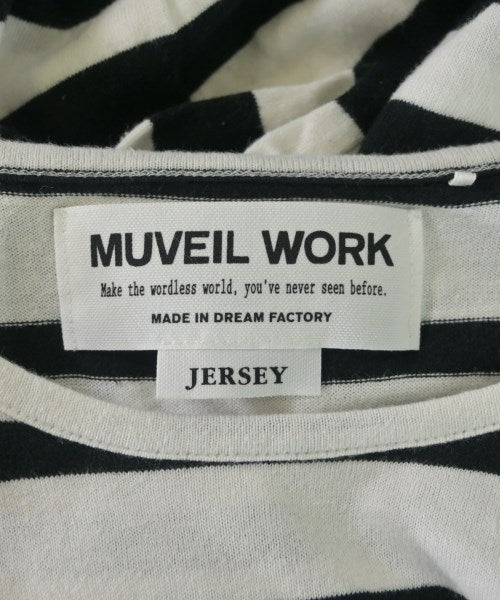 MUVEIL WORK
Make the wordless world, you've never seen before.
MADE IN DREAM FACTORY
JERSEY